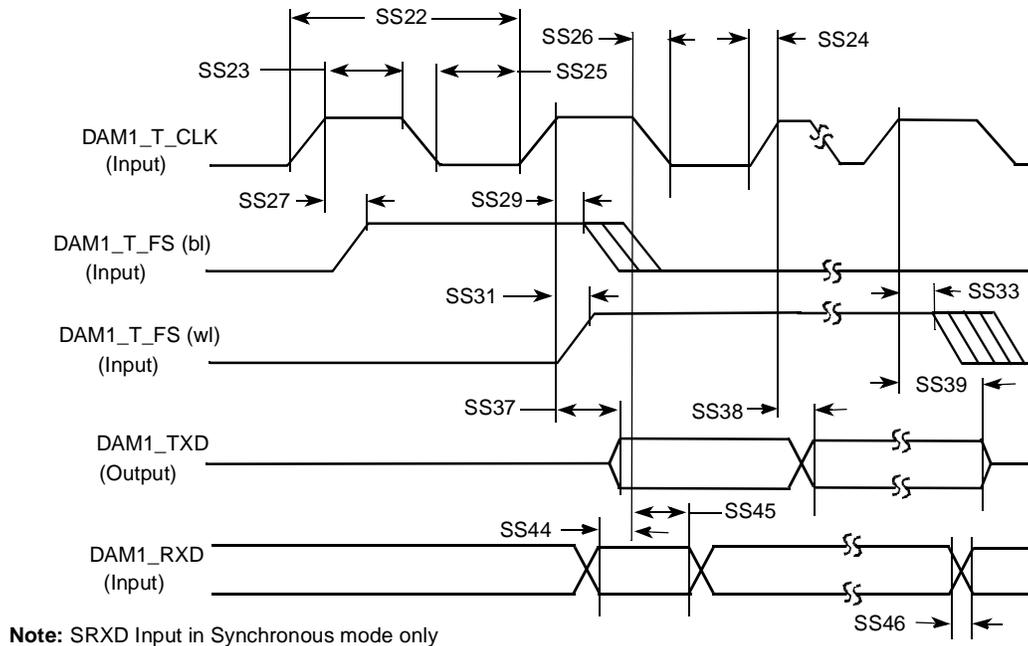 SS22
SS26
SS24
SS23
SS25
DAM1_T_CLK
(Input)
SS27
SS29
DAM1_T_FS (bl)
(Input)
SS31
SS33
DAM1_T_FS (wl)
(Input)
SS39
SS37
SS38
DAM1_TXD
(Output)
SS44
SS45
DAM1_RXD
(Input)
SS46
Note: SRXD Input in Synchronous mode only